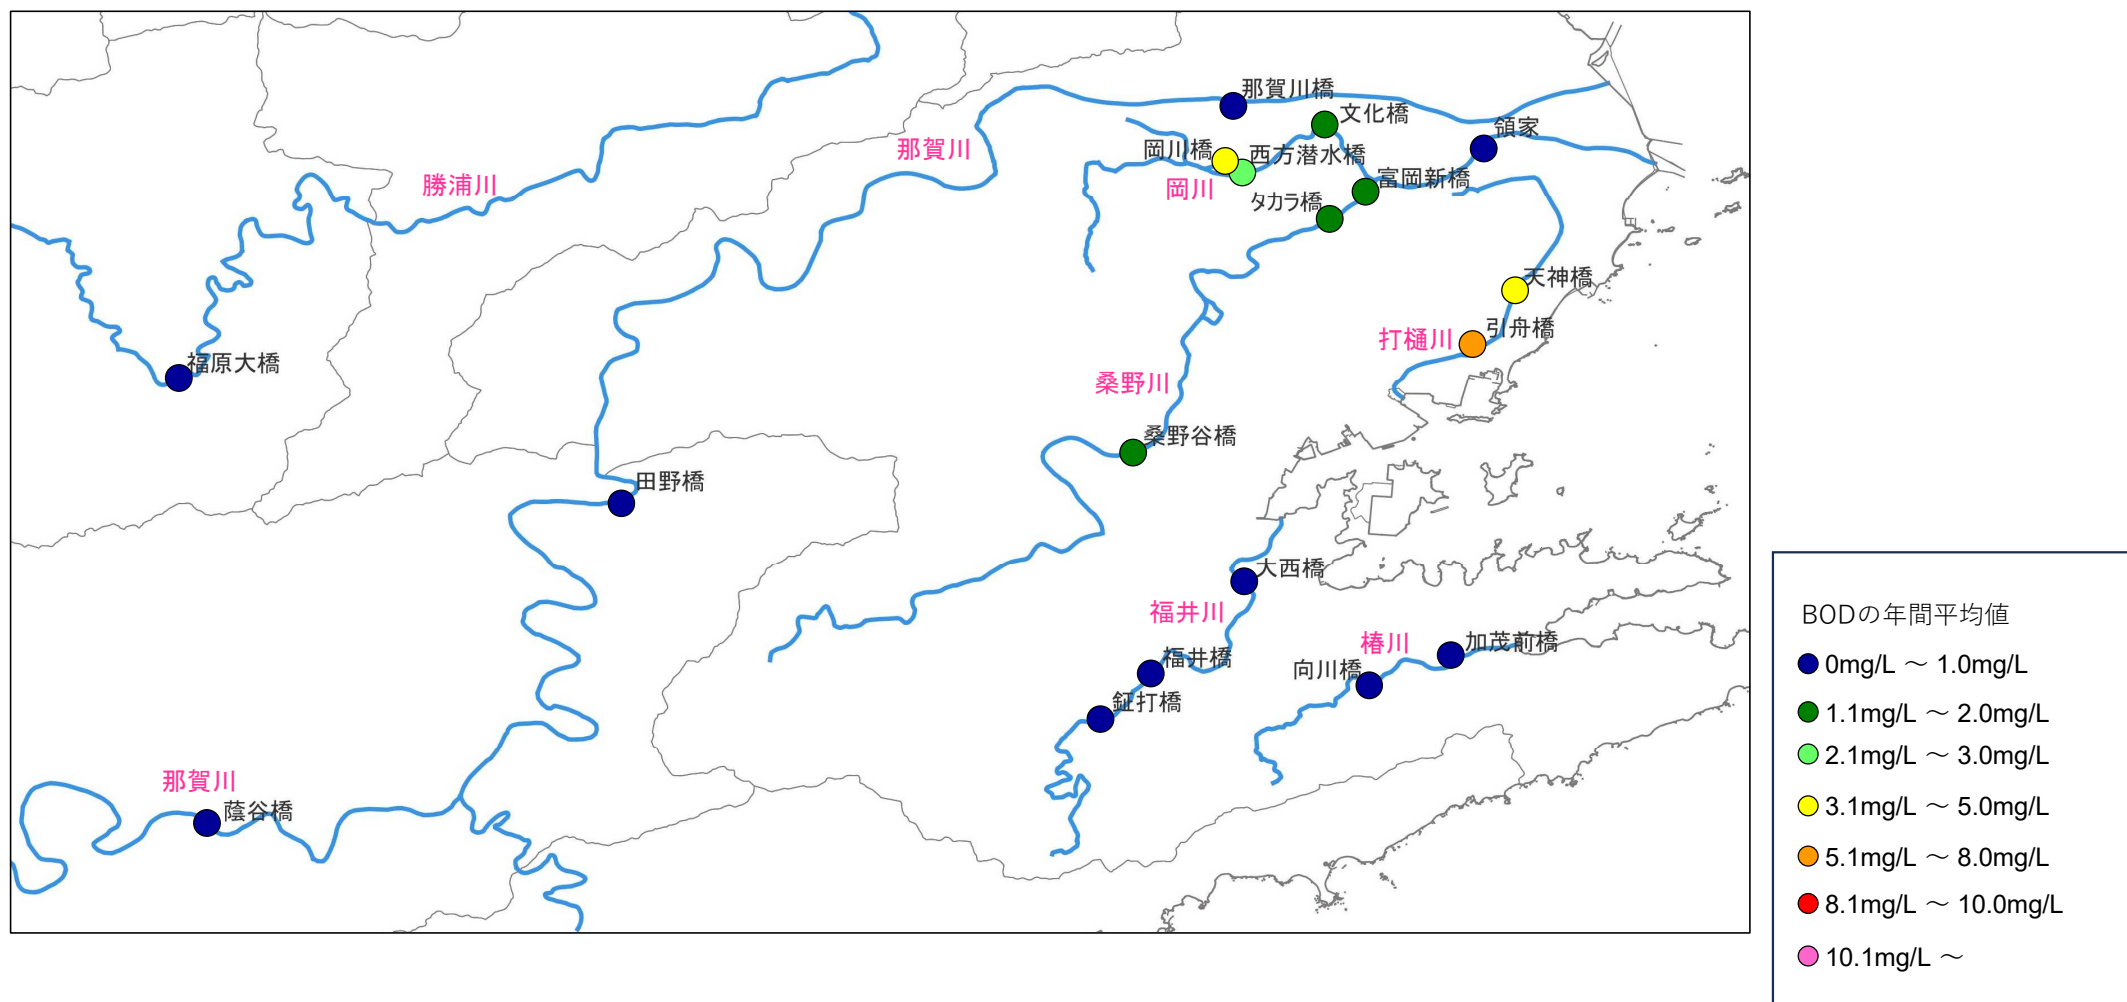 那賀川橋
文化橋
領家
那賀川
岡川橋
西方潜水橋
勝浦川
岡川
富岡新橋
タカラ橋
天神橋
引舟橋
打樋川
福原大橋
桑野川
桑野谷橋
田野橋
大西橋
福井川
椿川
加茂前橋
福井橋
向川橋
鉦打橋
那賀川
蔭谷橋
BODの年間平均値
0mg/L ～ 1.0mg/L
1.1mg/L ～ 2.0mg/L
2.1mg/L ～ 3.0mg/L
3.1mg/L ～ 5.0mg/L
5.1mg/L ～ 8.0mg/L
8.1mg/L ～ 10.0mg/L
10.1mg/L ～